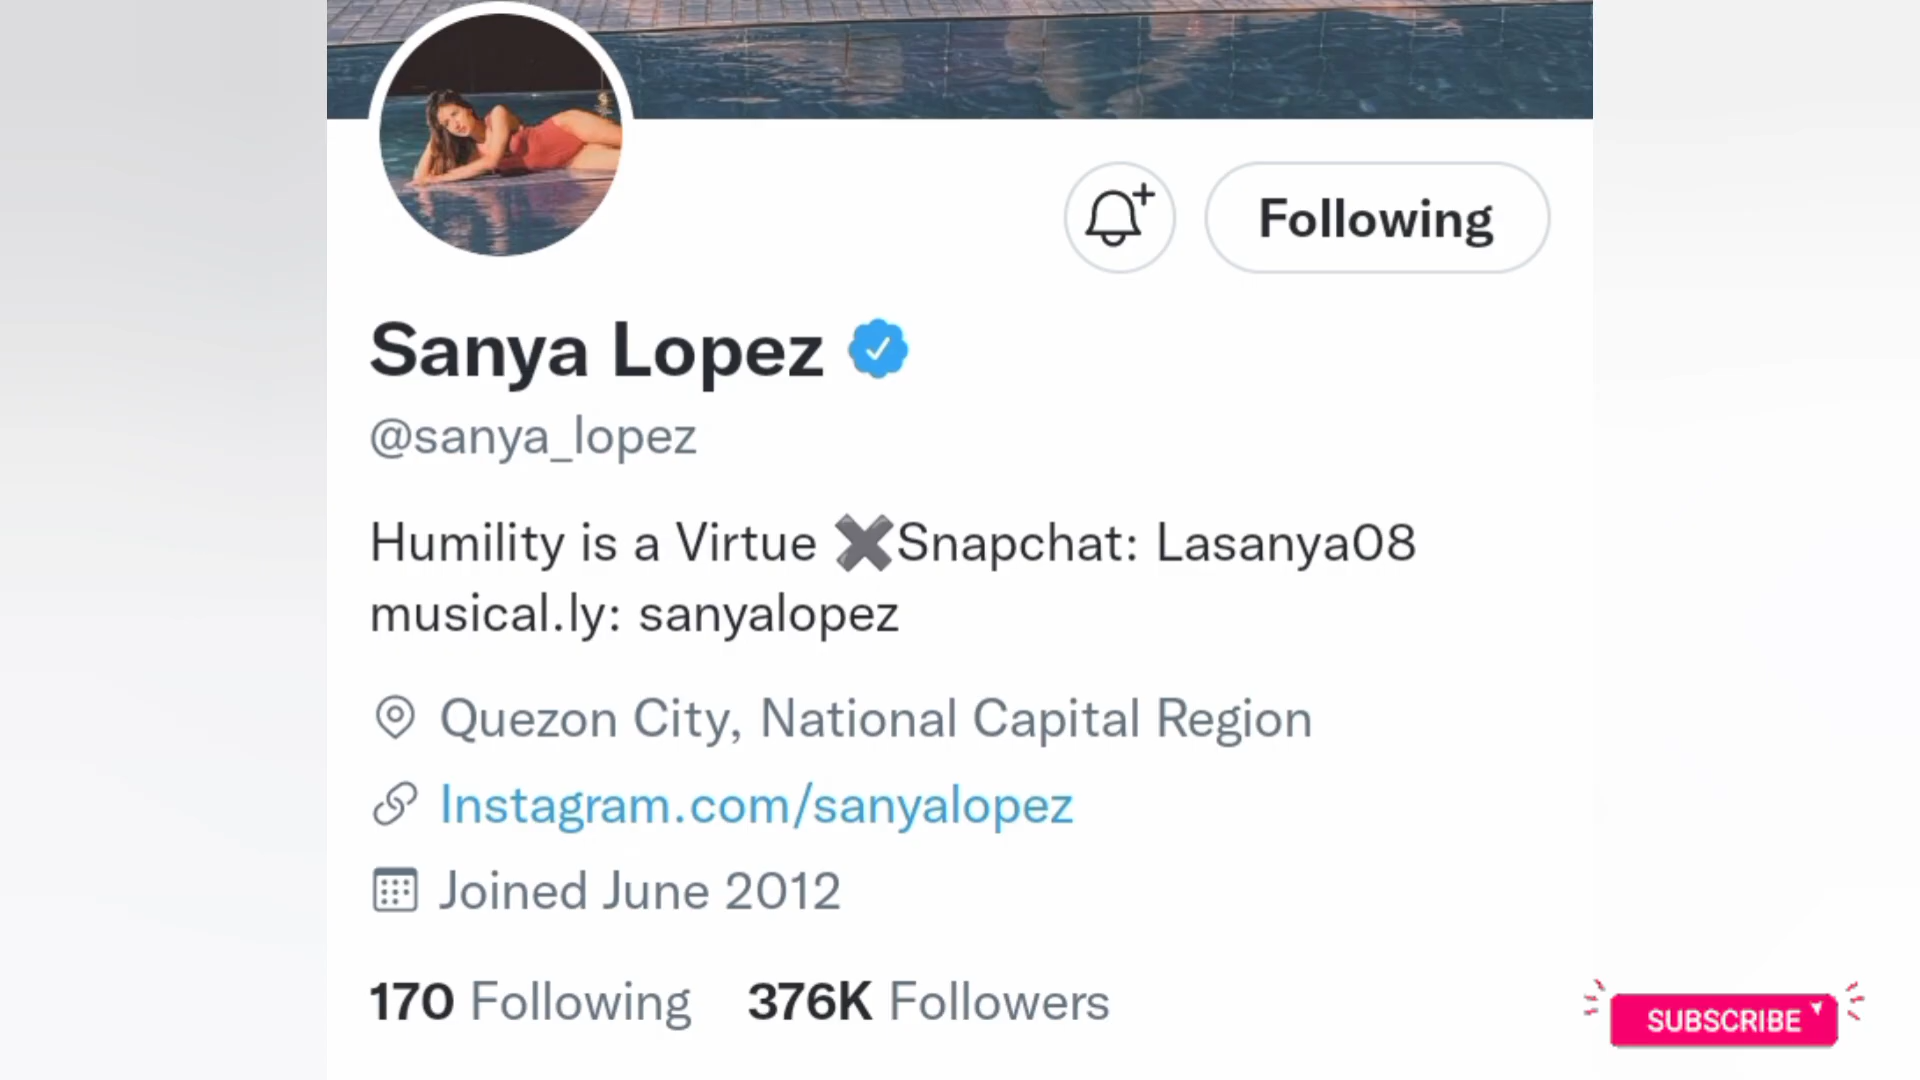 Following
Sanya Lopez
@sanya_lopez
Humility is a Virtue ✖Snapchat: Lasanya08
musical.ly: sanyalopez
Quezon City, National Capital Region
Instagram.com/sanyalopez
Joined June 2012
170 Following 376K Followers
SUBSCRIBE